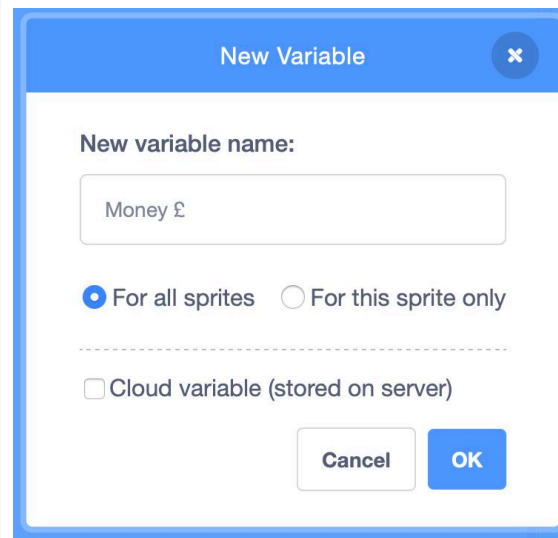 New Variable
New variable name:
Money £
For all sprites For this sprite only
Cloud variable (stored on server)
Cancel OK